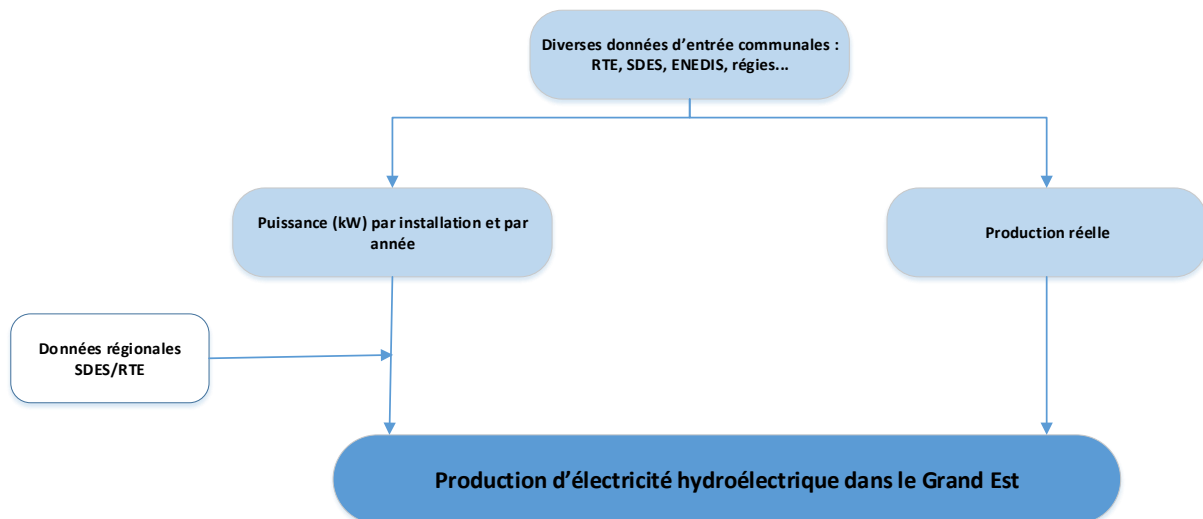 Diverses données d’entrée communales :
RTE, SDES, ENEDIS, régies...
Puissance (kW) par installation et par
année
Production réelle
Données régionales
SDES/RTE
Production d’électricité hydroélectrique dans le Grand Est